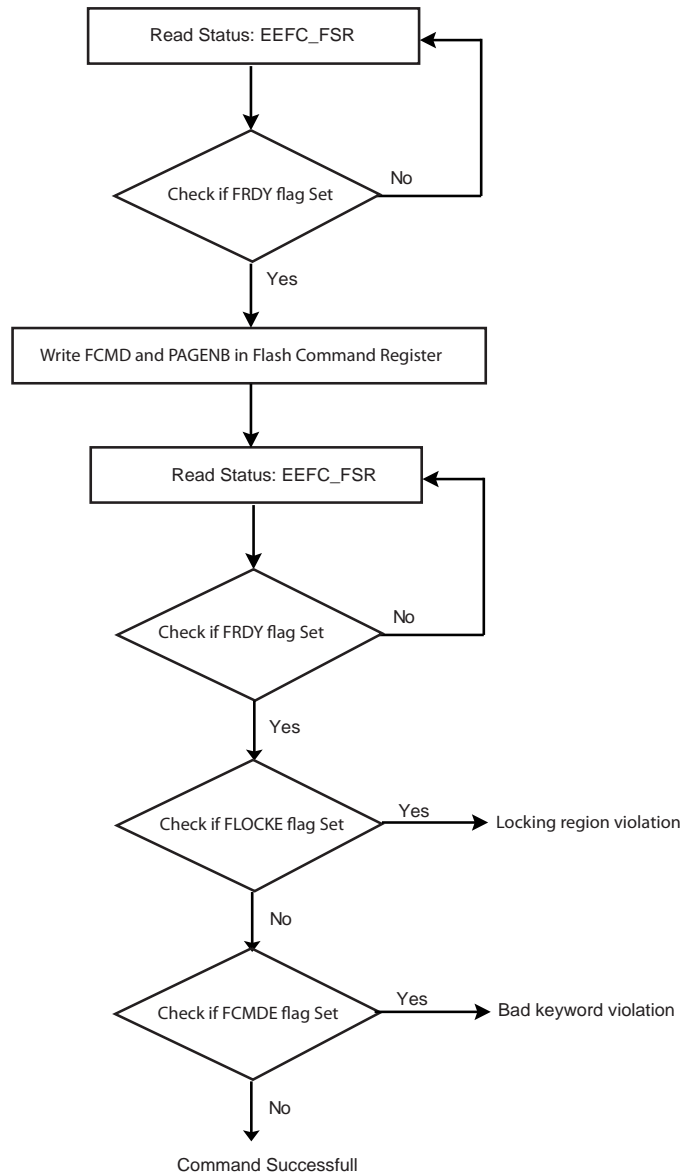 Read Status: EEFC_FSR
Check if FRDY flag Set
No
Yes
Write FCMD and PAGENB in Flash Command Register
Read Status: EEFC_FSR
Check if FRDY flag Set
No
Yes
Check if FLOCKE flag Set
Yes
Locking region violation
No
Check if FCMDE flag Set
Yes
Bad keyword violation
No
Command Successfull